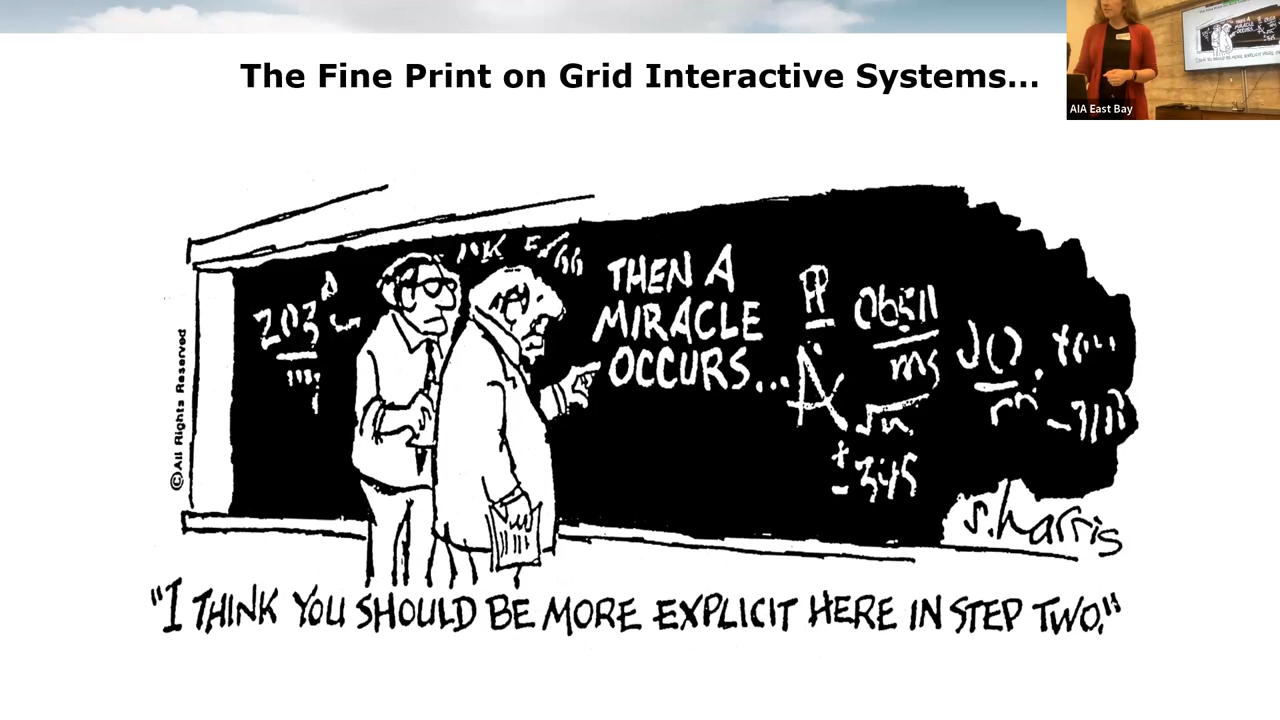 The Fine Print on Grid Interactive Systems...
AIA East Bay
THEN A
MIRACLE
OCCURS...
©All Rights Reserved
s.harris
"I THINK YOU SHOULD BE MORE EXPLICIT HERE IN STEP TWO."